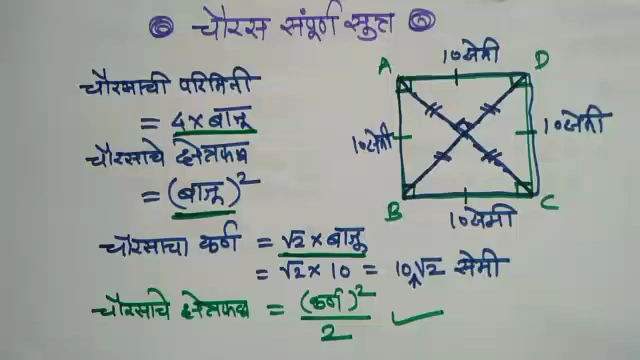 चौरस संपूर्ण सुत्र
चौरसाची परिमिती
= 4 × बाजू
चौरसाचे क्षेत्रफळ
= (बाजू)²
चौरसाचा कर्ण = √2 × बाजू
= √2 × 10 = 10√2 सेमी
चौरसाचे क्षेत्रफळ = (कर्ण)²
2
A 10 सेमी D
10 सेमी 10 सेमी
B 10 सेमी C